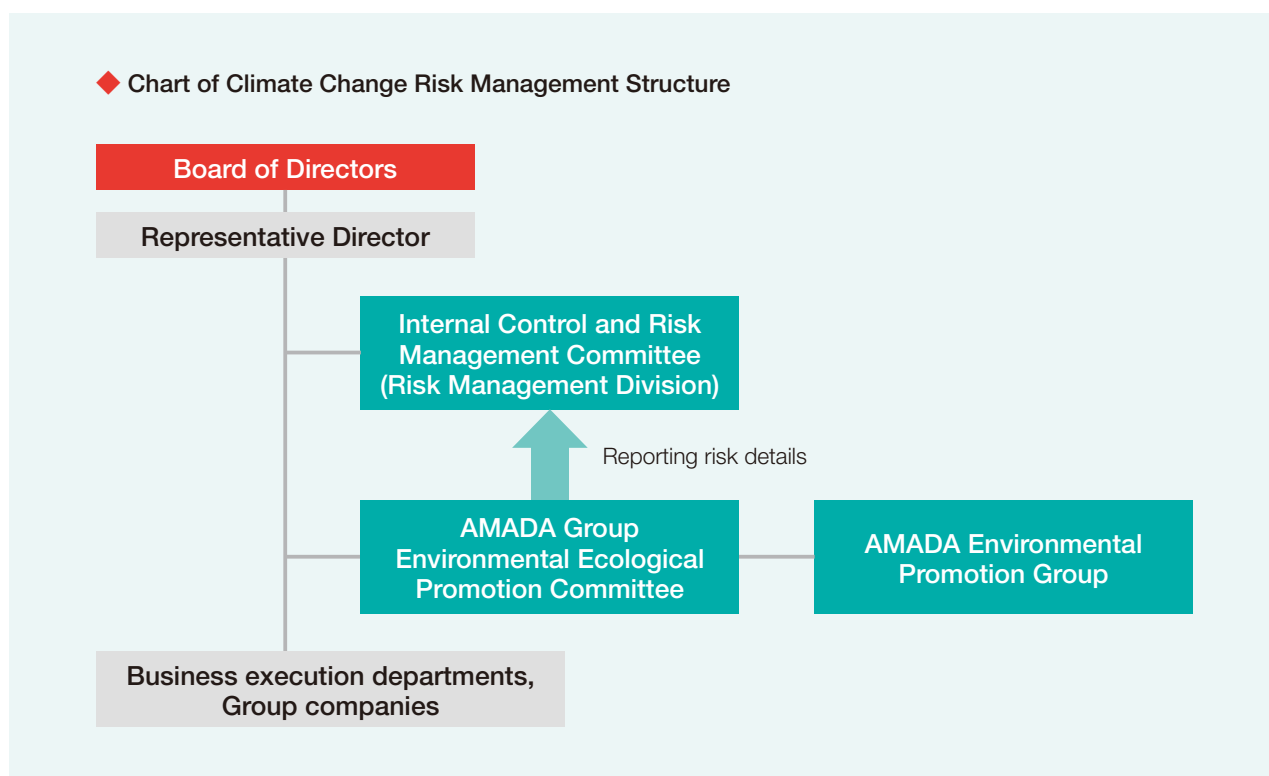 Chart of Climate Change Risk Management Structure
Board of Directors
Representative Director
Internal Control and Risk
Management Committee
(Risk Management Division)
Reporting risk details
AMADA Group
Environmental Ecological
Promotion Committee
AMADA Environmental
Promotion Group
Business execution departments,
Group companies